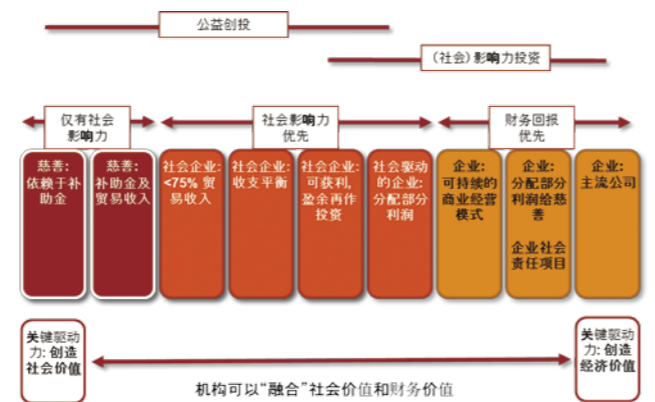 公益创投
（社会）影响力投资
仅有社会
影响力
社会影响力
优先
财务回报
优先
慈善：
依赖于补
助金
慈善：
补助金及
贸易收入
社会企业：
<75% 贸
易收入
社会企业：
收支平衡
社会企业：
可获利，
盈余再作
投资
社会驱动
的企业：
分配部分
利润
企业：
可持续的
商业经营
模式
企业：
分配部分
利润给慈
善
企业社会
责任项目
企业：
主流公司
关键驱动
力：创造
社会价值
关键驱动
力：创造
经济价值
机构可以“融合”社会价值和财务价值